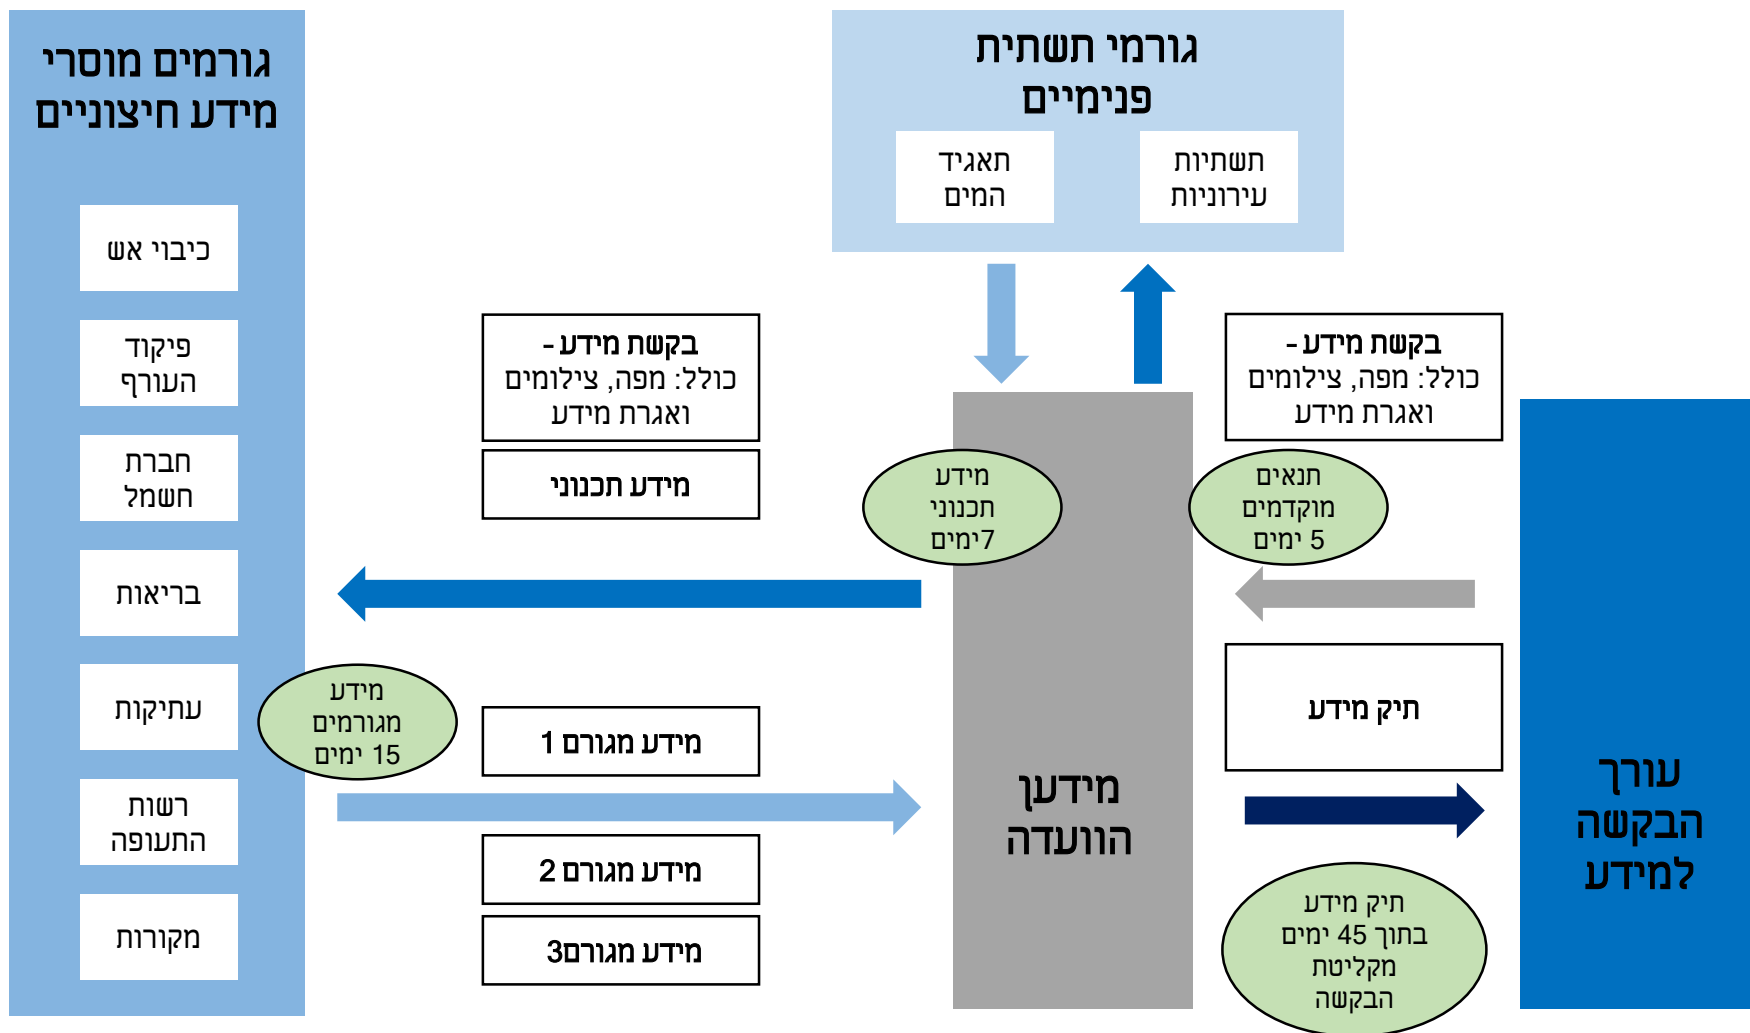 גורמי תשתית
פנימיים
תשתיות
עירוניות
תאגיד
המים
גורמים מוסרי
מידע חיצוניים
כיבוי אש
פיקוד
העורף
חברת
חשמל
בריאות
עתיקות
רשות
התעופה
מקורות
בקשת מידע -
כולל: מפה, צילומים
ואגרת מידע
תנאים
מוקדמים
5 ימים
תיק מידע
תיק מידע
בתוך 45 ימים
מקליטת
הבקשה
עורך
הבקשה
למידע
מידען
הוועדה
מידע
תכנוני
7ימים
בקשת מידע -
כולל: מפה, צילומים
ואגרת מידע
מידע תכנוני
מידע
מגורמים
15 ימים
מידע מגורם 1
מידע מגורם 2
מידע מגורם3